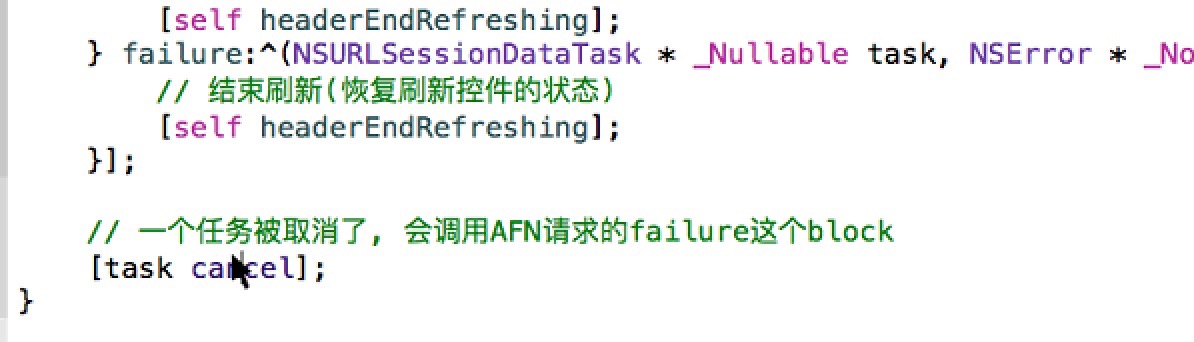 [self headerEndRefreshing];
} failure:^(NSURLSessionDataTask * _Nullable task, NSError * _No
// 结束刷新(恢复刷新控件的状态)
[self headerEndRefreshing];
}];
// 一个任务被取消了, 会调用AFN请求的failure这个block
[task cancel];
}